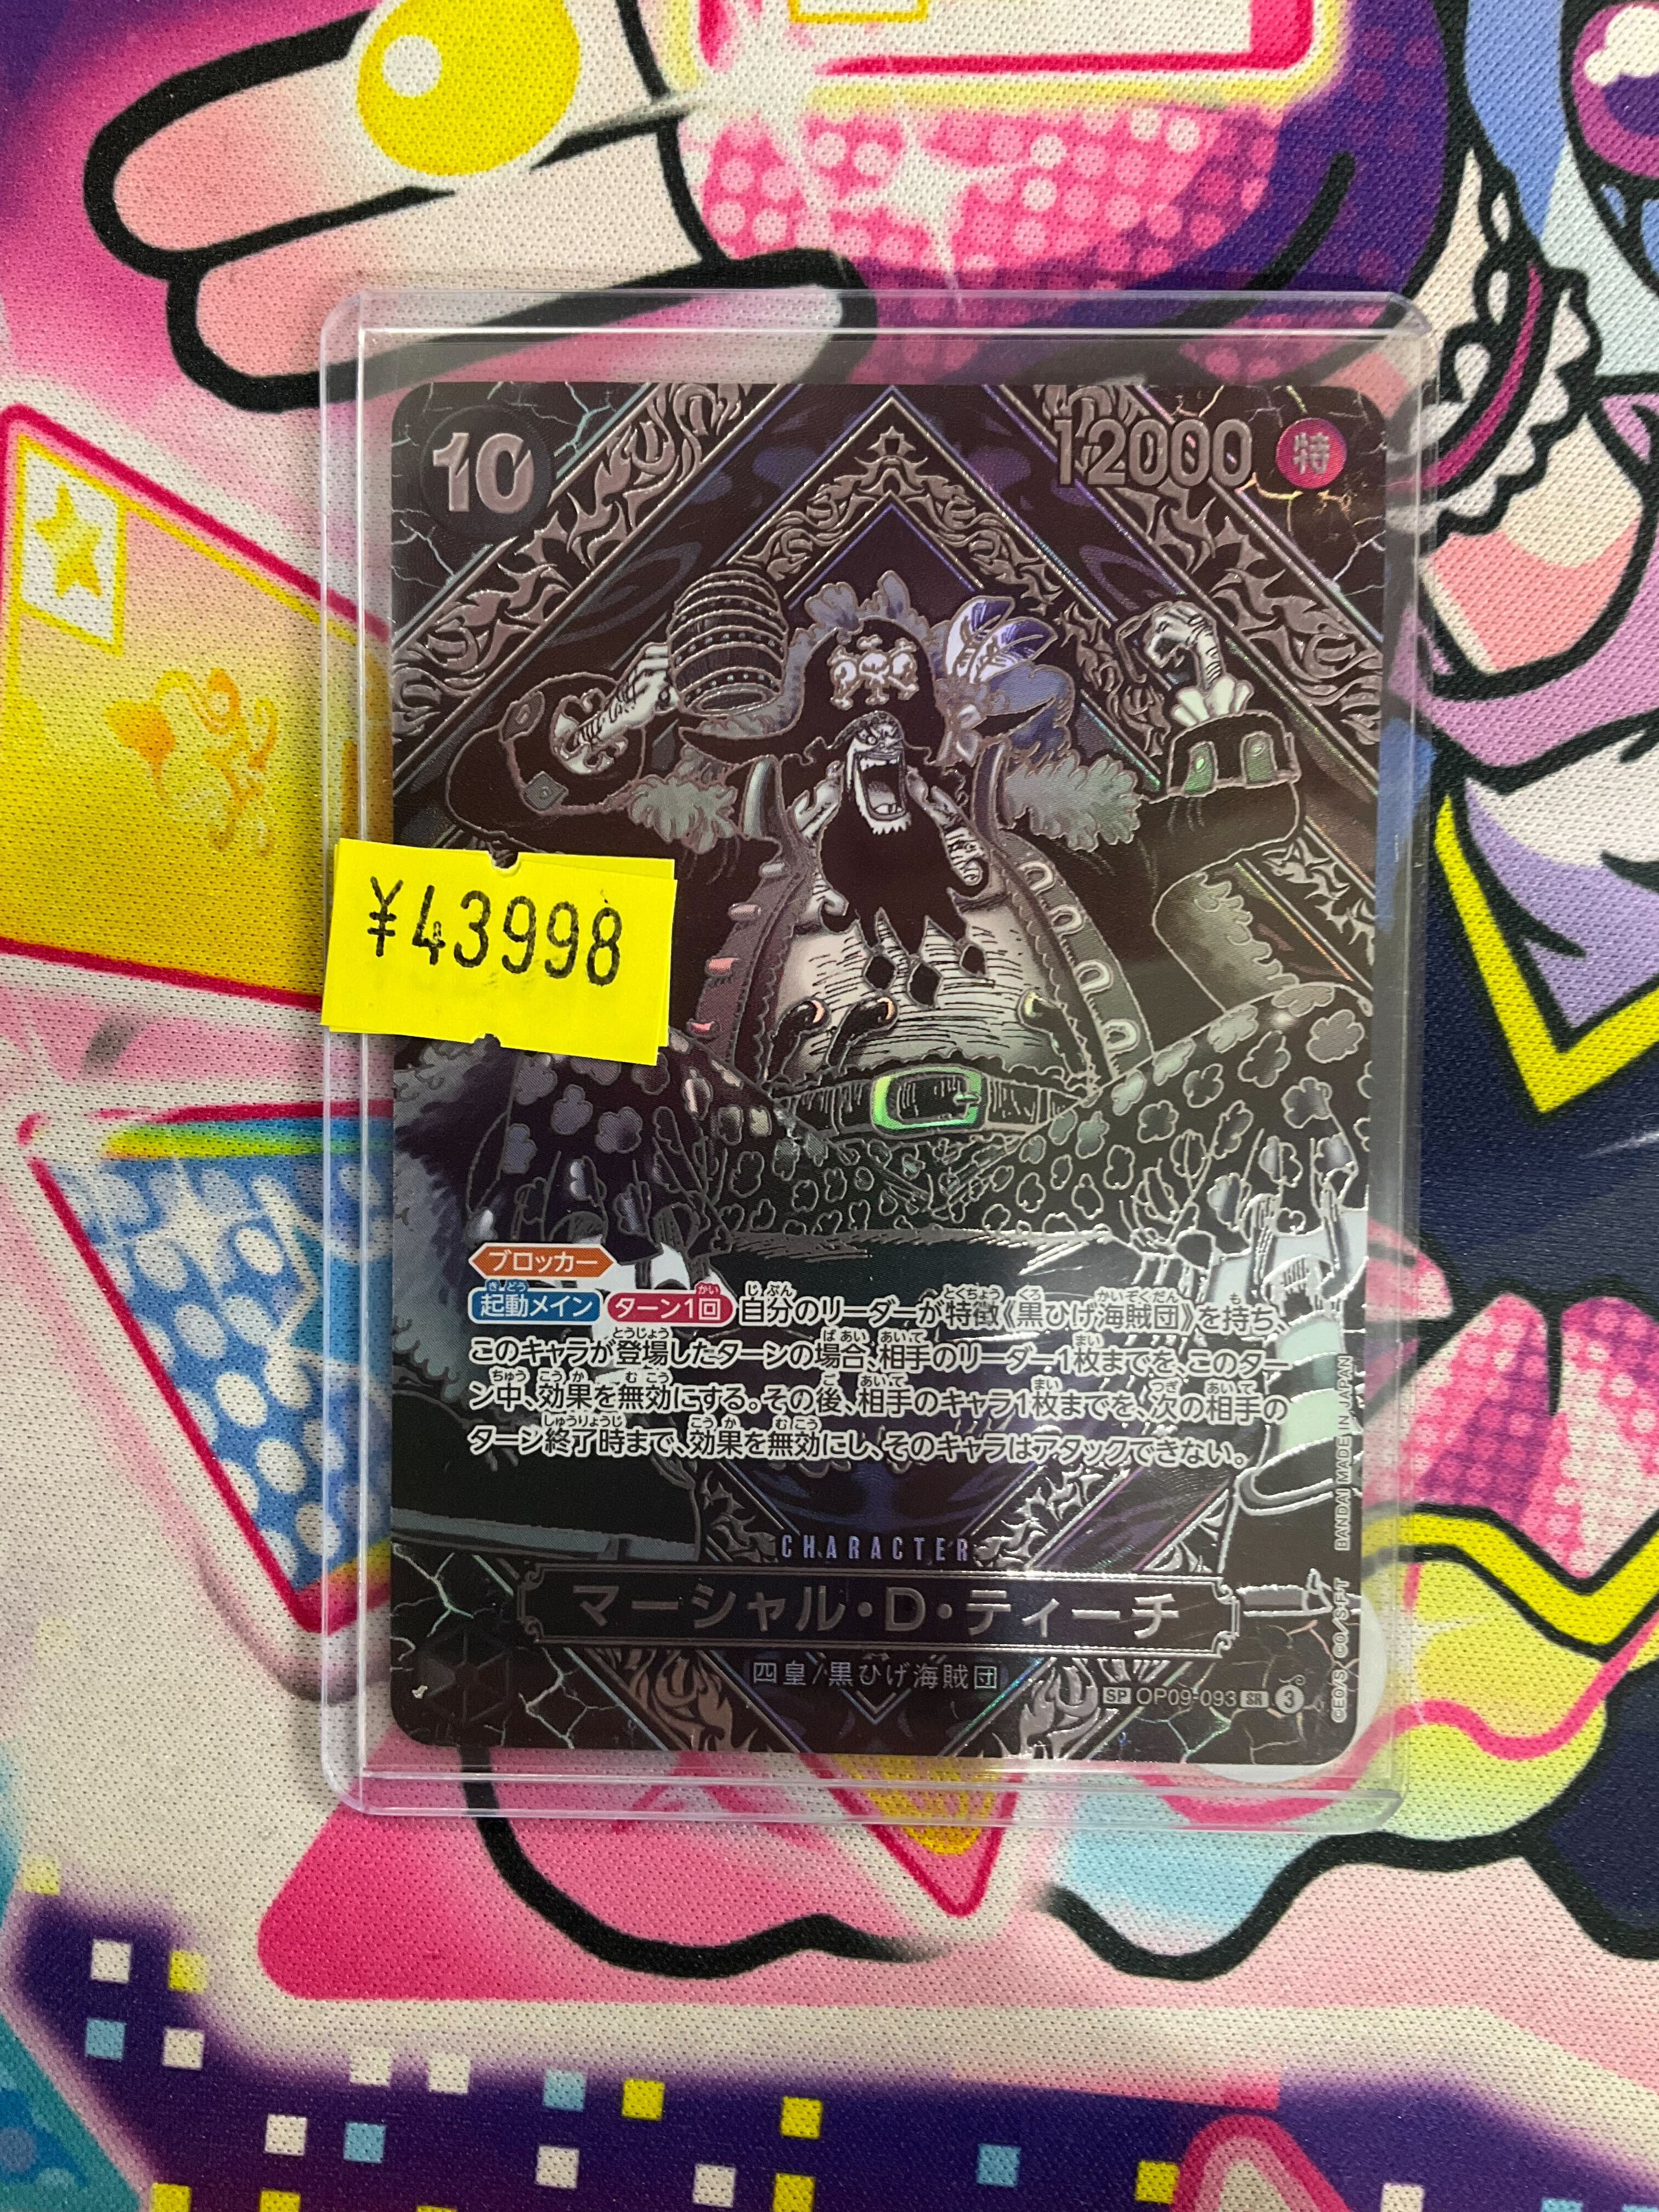 10
12000 特
¥43998
ブロッカー
起動メイン ターン1回 自分のリーダーが特徴《黒ひげ海賊団》を持ち、
このキャラが登場したターンの場合、相手のリーダー1枚までを、このター
ン中、効果を無効にする。その後、相手のキャラ1枚までを、次の相手の
ターン終了時まで、効果を無効にし、そのキャラはアタックできない。
CHARACTER
マーシャル・D・ティーチ
四皇/黒ひげ海賊団
SP OP09-093 SR 3
©E.O/S. ©O/S.F.T BANDAI MADE IN JAPAN